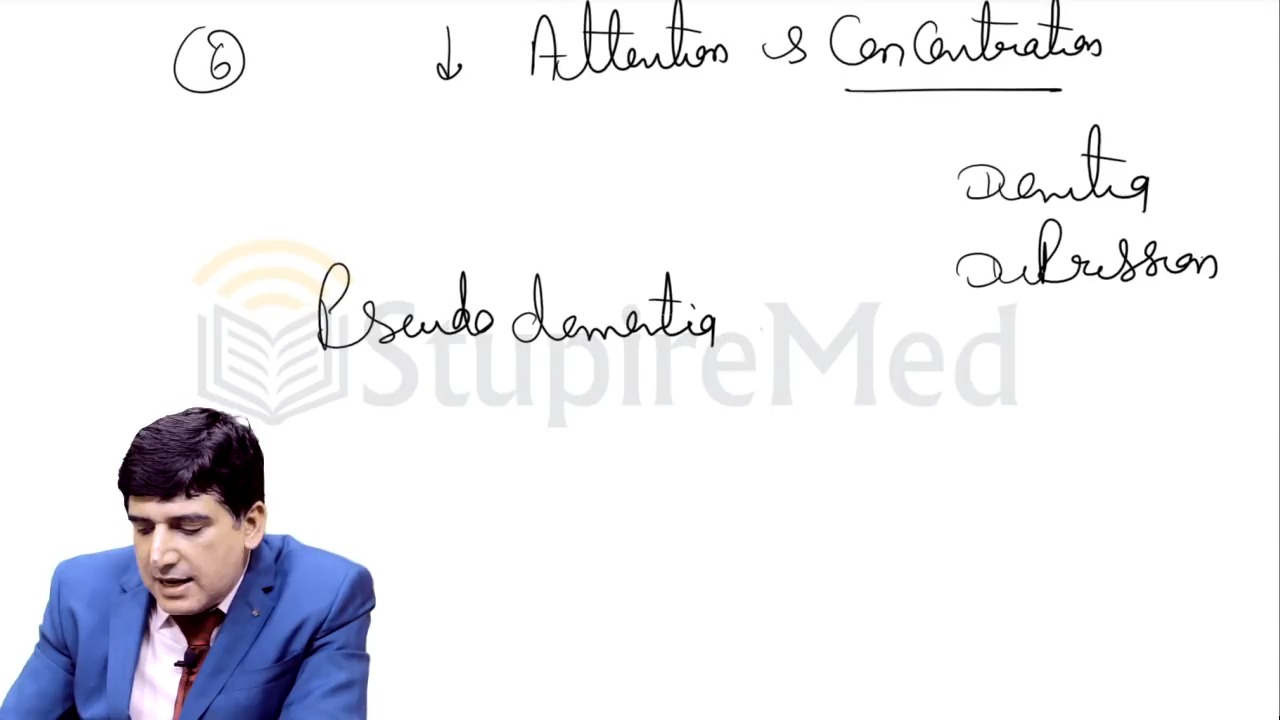 6 ↓ Attention & Concentration
Dementia
Depression
Pseudo dementia
StupireMed